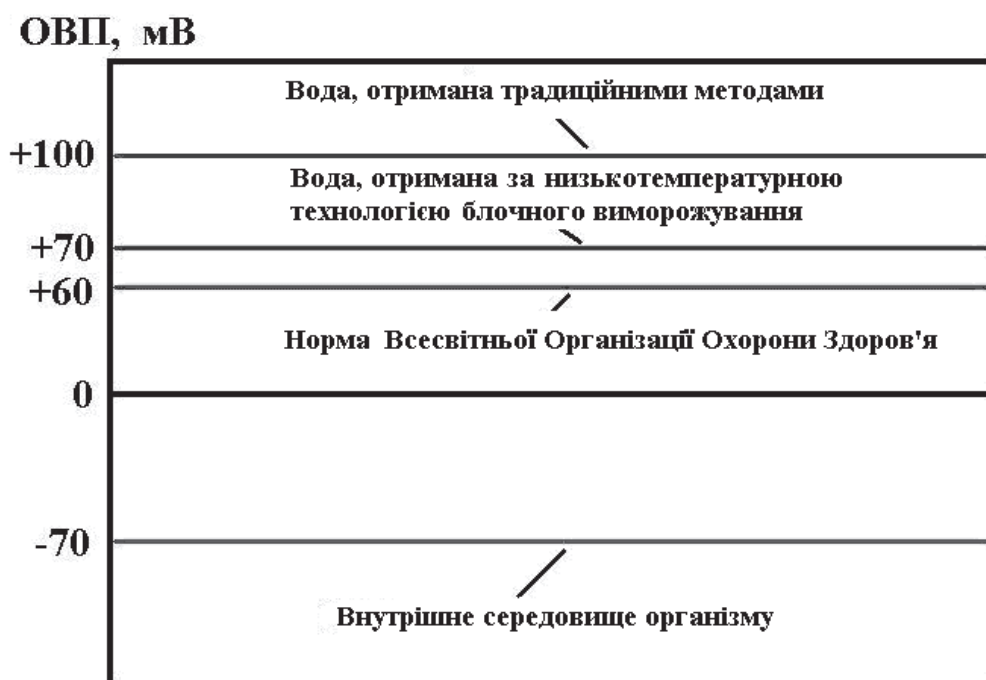 ОВП, мВ
Вода, отримана традиційними методами
+100
Вода, отримана за низькотемпературною
технологією блочного виморожування
+70
+60
Норма Всесвітньої Організації Охорони Здоров'я
0
-70
Внутрішне середовище організму